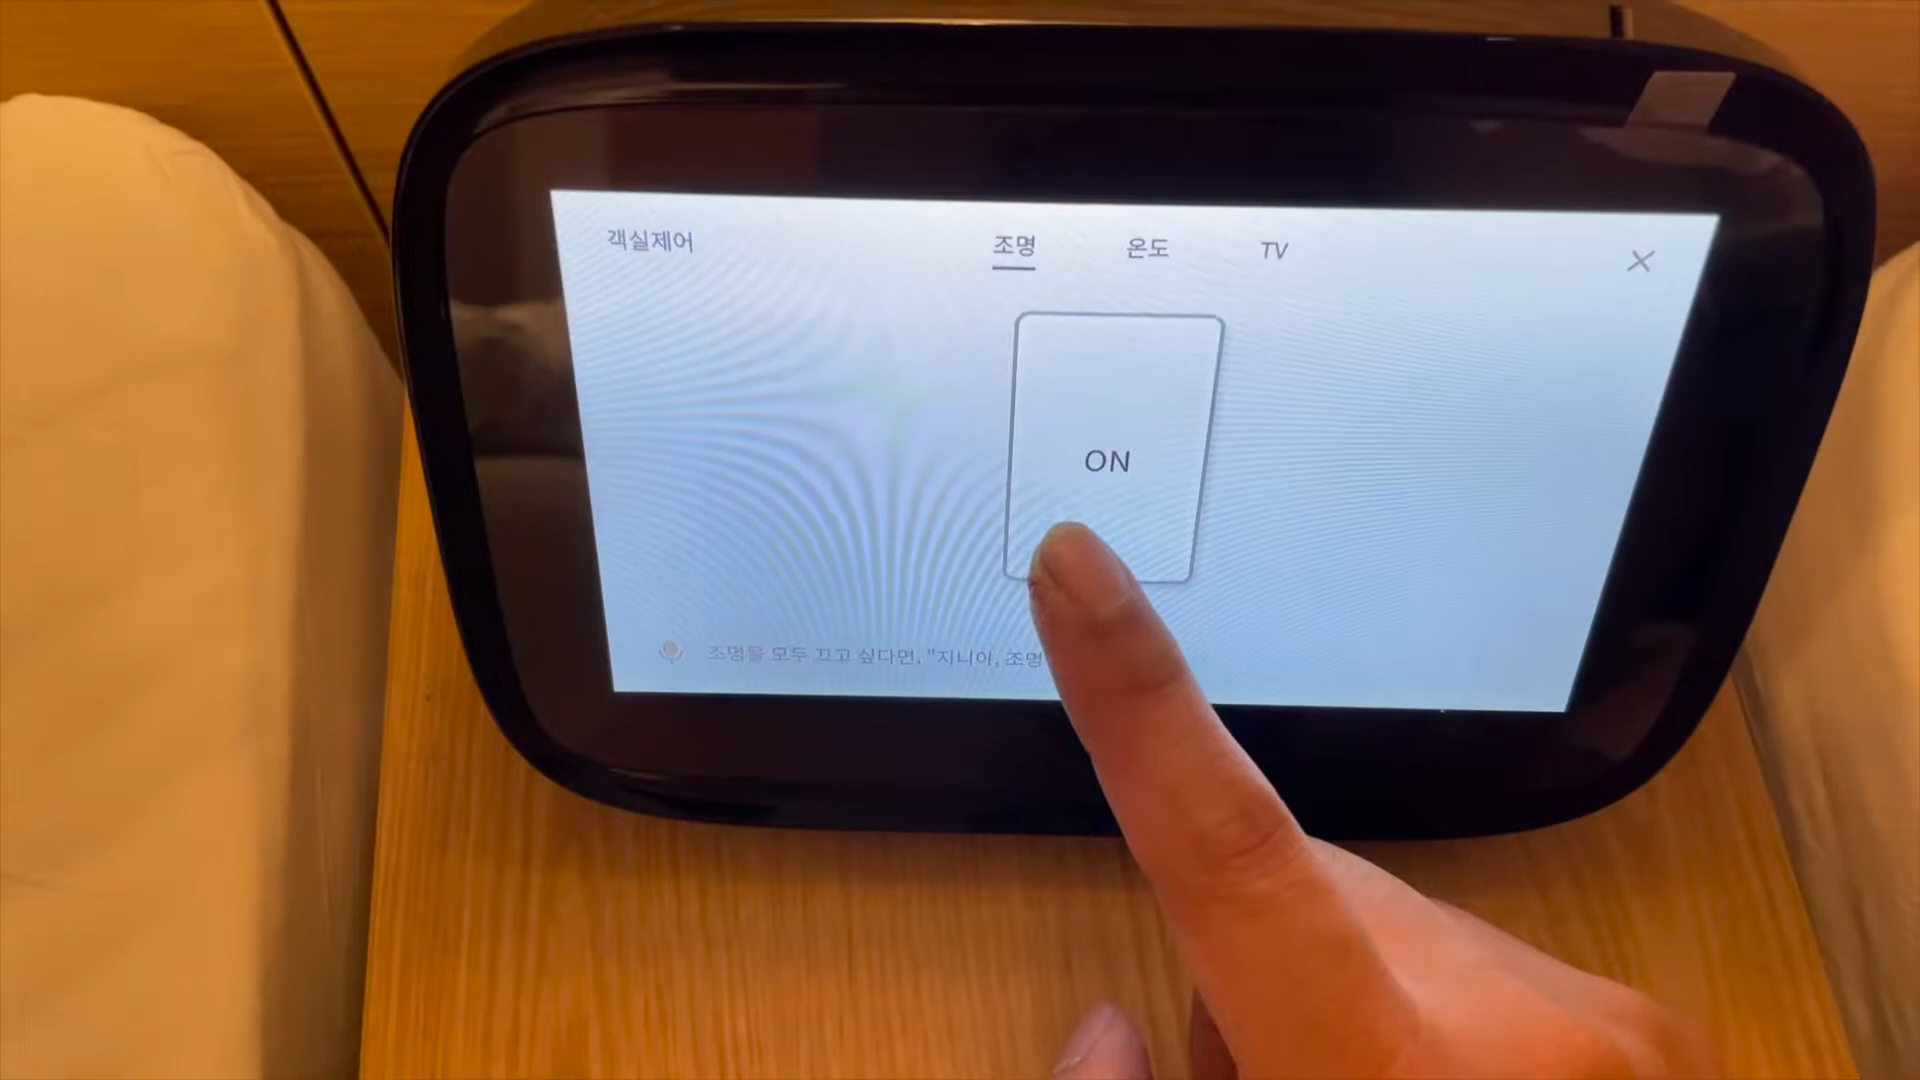 객실제어
조명 온도 TV
ON
조명을 모두 끄고 싶다면, "지니야, 조명